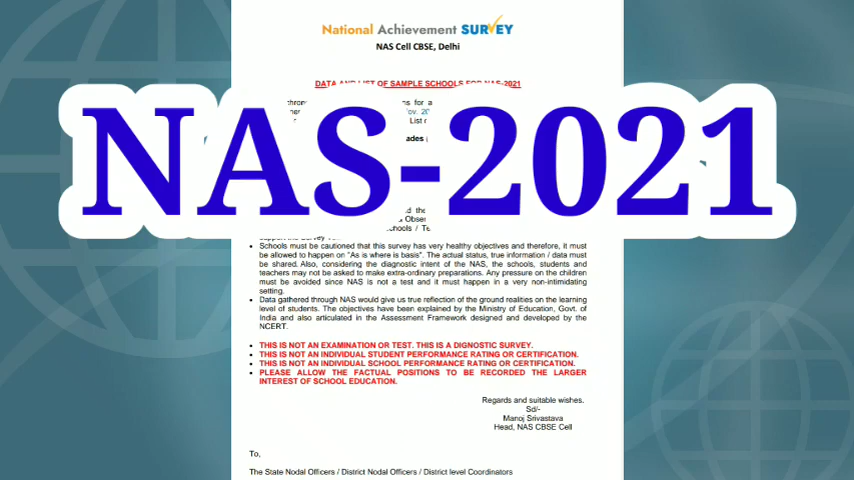 National Achievement SURVEY
NAS Cell CBSE, Delhi
DATA AND LIST OF SAMPLE SCHOOLS FOR NAS-2021
NAS-2021
Schools must be cautioned that this survey has very healthy objectives and therefore, it must
be allowed to happen on "As is where is basis". The actual status, true information / data must
be shared. Also, considering the diagnostic intent of the NAS, the schools, students and
teachers may not be asked to make extra-ordinary preparations. Any pressure on the children
must be avoided since NAS is not a test and it must happen in a very non-intimidating
setting.
Data gathered through NAS would give us true reflection of the ground realities on the learning
level of students. The objectives have been explained by the Ministry of Education, Govt. of
India and also articulated in the Assessment Framework designed and developed by the
NCERT.
THIS IS NOT AN EXAMINATION OR TEST. THIS IS A DIGNOSTIC SURVEY.
THIS IS NOT AN INDIVIDUAL STUDENT PERFORMANCE RATING OR CERTIFICATION.
THIS IS NOT AN INDIVIDUAL SCHOOL PERFORMANCE RATING OR CERTIFICATION.
PLEASE ALLOW THE FACTUAL POSITIONS TO BE RECORDED THE LARGER
INTEREST OF SCHOOL EDUCATION.
Regards and suitable wishes.
Sd/-
Manoj Srivastava
Head, NAS CBSE Cell
To,
The State Nodal Officers / District Nodal Officers / District level Coordinators